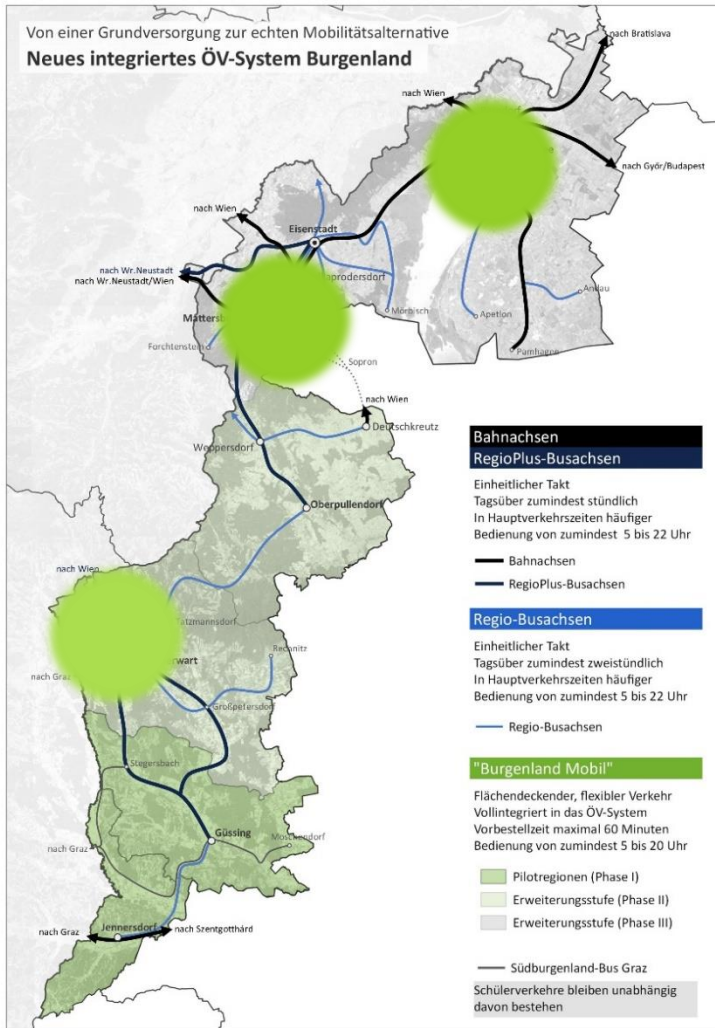 Von einer Grundversorgung zur echten Mobilitätsalternative
Neues integriertes ÖV-System Burgenland
nach Bratislava
nach Wien
nach Győr/Budapest
nach Wien
Eisenstadt
nach Wr.Neustadt
nach Wr.Neustadt/Wien
Mörbisch
Apetlon
Andau
Pamhagen
Forchtenstein
Sopron
nach Wien
Deutschkreutz
Weppersdorf
Oberpullendorf
nach Wien
nach Graz
Rechnitz
Großpetersdorf
Stegersbach
Güssing
Moschendorf
nach Graz
Jennersdorf
nach Graz
nach Szentgotthárd
Bahnachsen
RegioPlus-Busachsen
Einheitlicher Takt
Tagsüber zumindest stündlich
In Hauptverkehrszeiten häufiger
Bedienung von zumindest 5 bis 22 Uhr
Bahnachsen
RegioPlus-Busachsen
Regio-Busachsen
Einheitlicher Takt
Tagsüber zumindest zweistündlich
In Hauptverkehrszeiten häufiger
Bedienung von zumindest 5 bis 22 Uhr
Regio-Busachsen
"Burgenland Mobil"
Flächendeckender, flexibler Verkehr
Vollintegriert in das ÖV-System
Vorbestellzeit maximal 60 Minuten
Bedienung von zumindest 5 bis 20 Uhr
Pilotregionen (Phase I)
Erweiterungsstufe (Phase II)
Erweiterungsstufe (Phase III)
Südburgenland-Bus Graz
Schülerverkehre bleiben unabhängig
davon bestehen